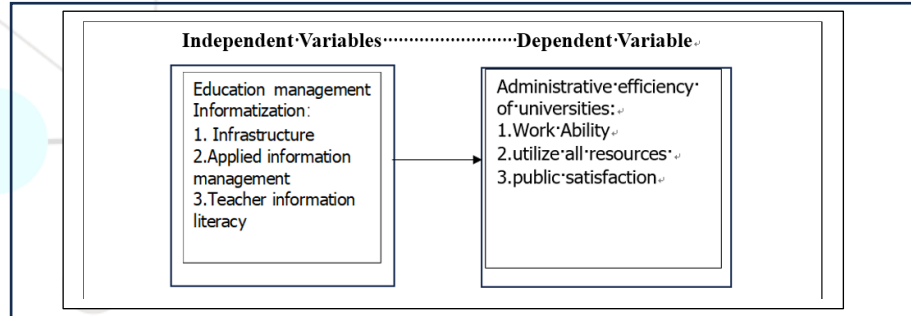 Independent·Variables··························Dependent·Variable
Education management
Informatization:
1. Infrastructure
2.Applied information
management
3.Teacher information
literacy
Administrative·efficiency·
of·universities:
1.Work·Ability
2.utilize·all·resources·
3.public·satisfaction